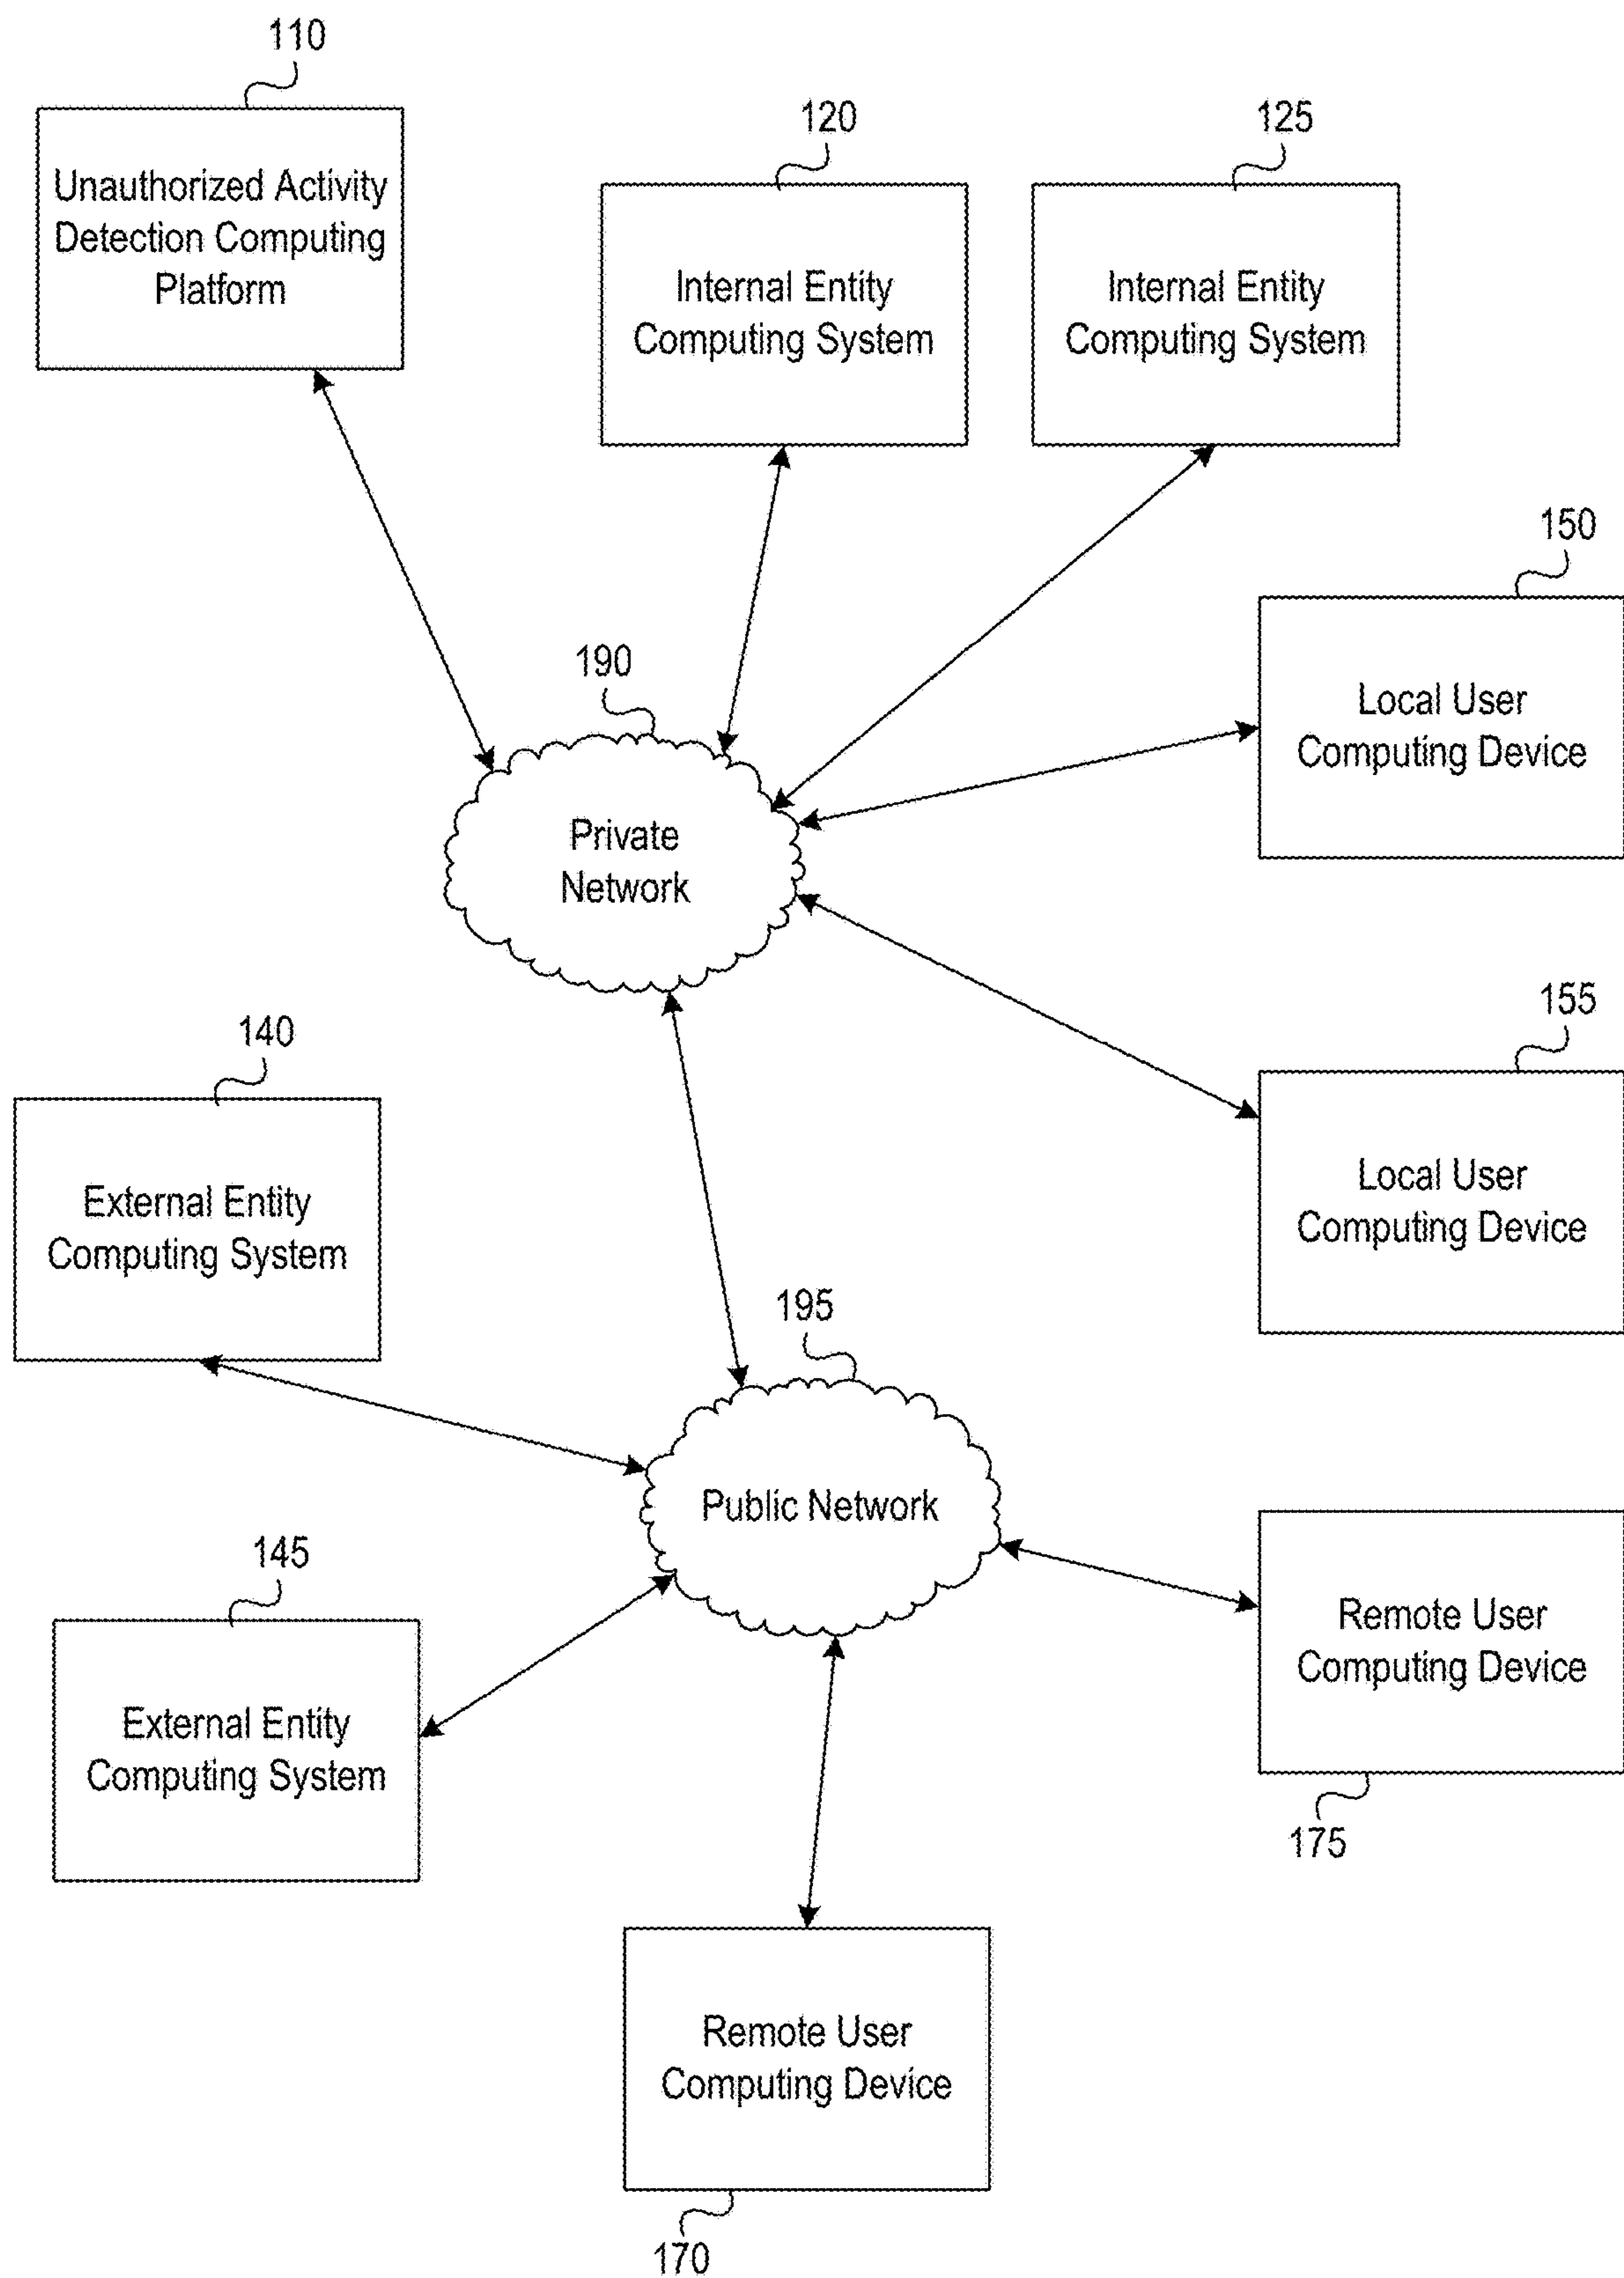 110
Unauthorized Activity
Detection Computing
Platform
120
Internal Entity
Computing System
125
Internal Entity
Computing System
150
Local User
Computing Device
190
Private
Network
155
Local User
Computing Device
140
External Entity
Computing System
195
Public Network
145
External Entity
Computing System
Remote User
Computing Device
175
Remote User
Computing Device
170